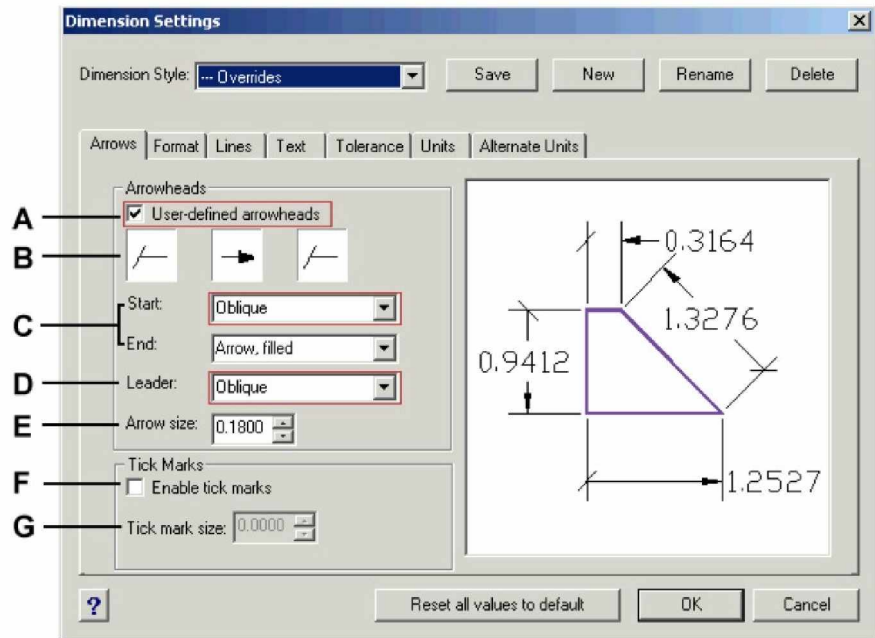 Dimension Settings
Dimension Style: --- Overrides Save New Rename Delete
Arrows Format Lines Text Tolerance Units Alternate Units
Arrowheads
A User-defined arrowheads
B
C Start: Oblique
End: Arrow, filled
D Leader: Oblique
E Arrow size: 0.1800
Tick Marks
F Enable tick marks
G Tick mark size: 0.0000
0.3164
1.3276
0.9412
1.2527
? Reset all values to default OK Cancel